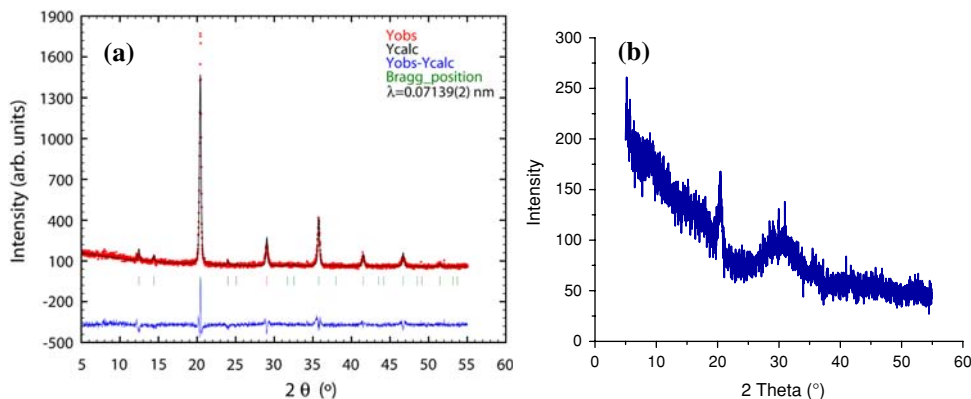 (a)
Yobs
Ycalc
Yobs-Ycalc
Bragg_position
λ=0.07139(2) nm
Intensity (arb. units)
1900
1600
1300
1000
700
400
100
-200
-500
5 10 15 20 25 30 35 40 45 50 55 60
2 θ (º)
(b)
Intensity
300
250
200
150
100
50
0
0 10 20 30 40 50 60
2 Theta (°)